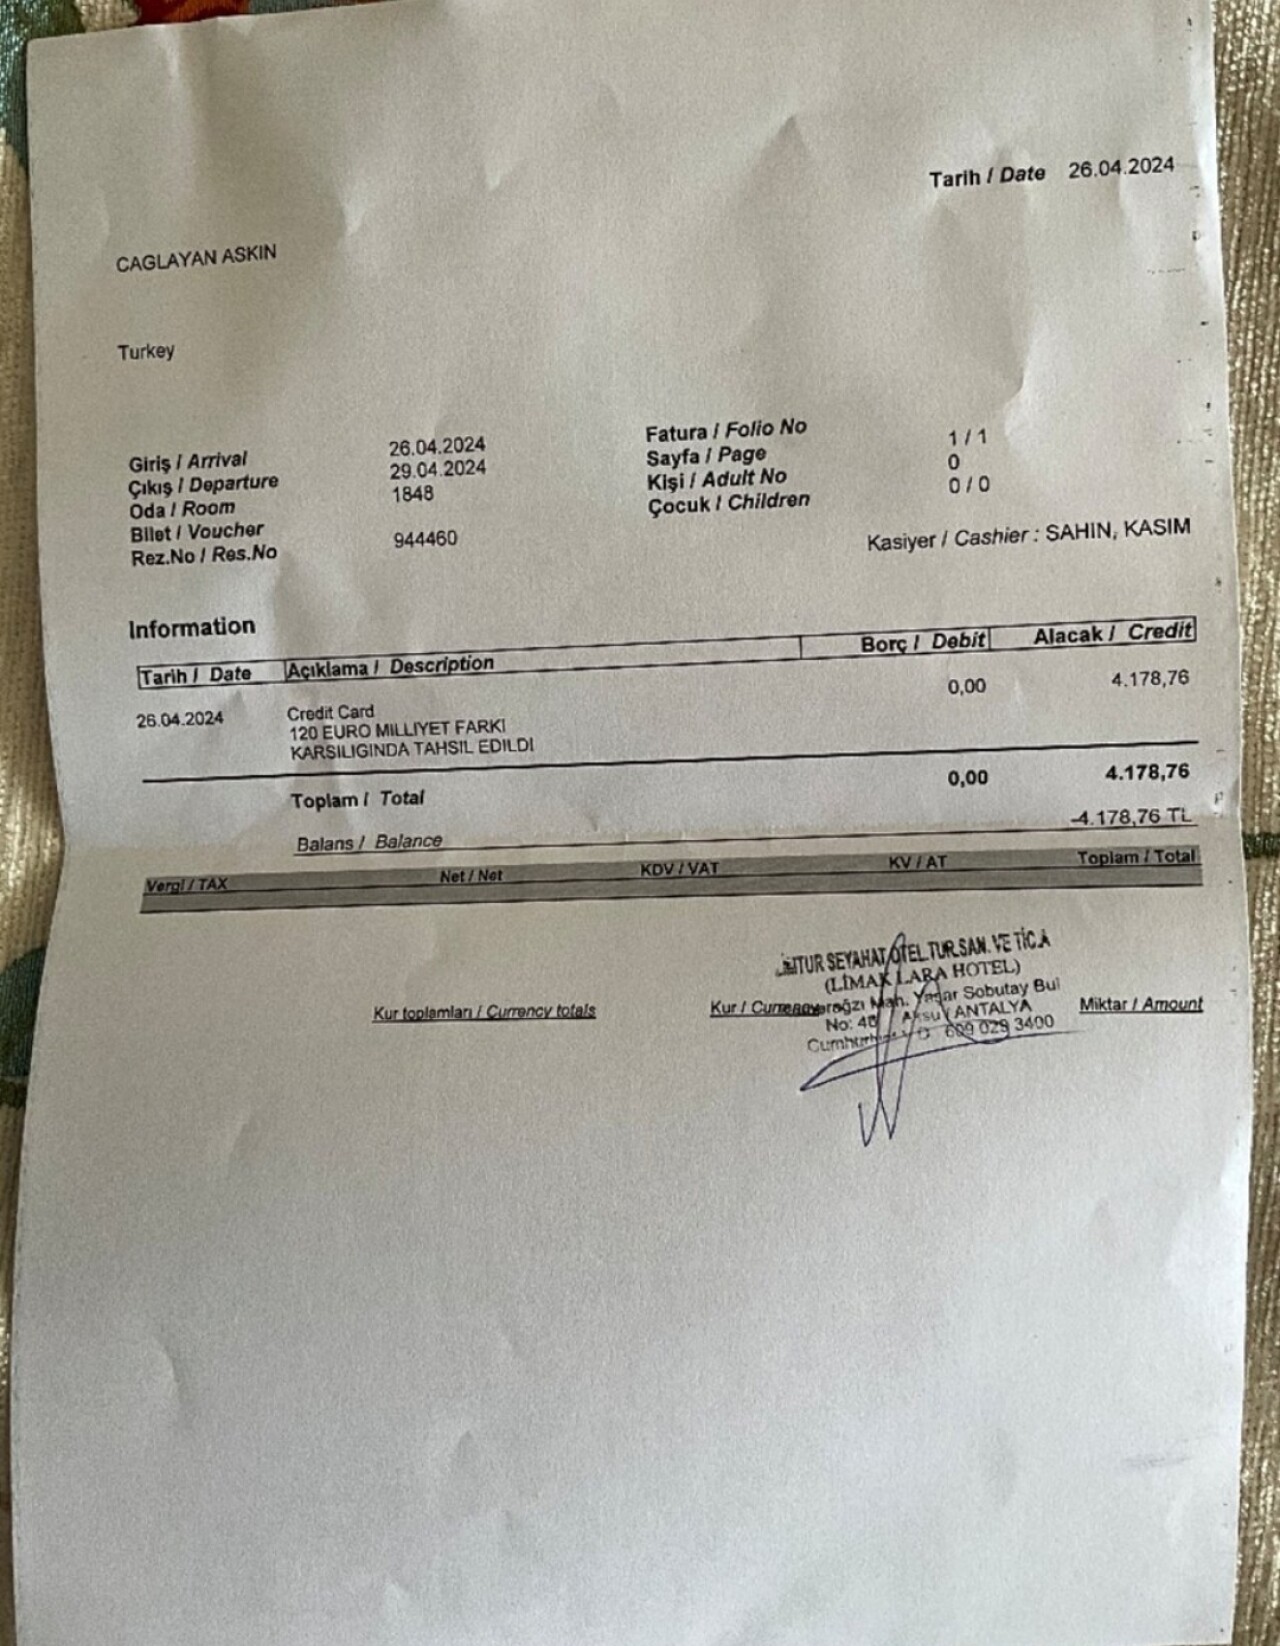 Tarih / Date 26.04.2024
CAGLAYAN ASKIN
Turkey
Giriş / Arrival 26.04.2024
Çıkış / Departure 29.04.2024
Oda / Room 1848
Bilet / Voucher
Rez.No / Res.No 944460
Fatura / Folio No
Sayfa / Page 1 / 1
Kişi / Adult No 0
Çocuk / Children 0 / 0
Kasiyer / Cashier : SAHIN, KASIM
Information
Tarih / Date Açıklama / Description Borç / Debit Alacak / Credit
26.04.2024 Credit Card 0,00 4.178,76
120 EURO MILLIYET FARKI
KARSILIGINDA TAHSIL EDILDI
Toplam / Total 0,00 4.178,76
Balans / Balance -4.178,76 TL
Vergi / TAX Net / Net KDV / VAT KV / AT Toplam / Total
SEYAHAT OTEL.TUR.SAN. VE TİC.A
(LİMAK LARA HOTEL)
Mah. Yaşar Sobutay Bul
No: 40 Aksu / ANTALYA
609 029 3400
Kur toplamları / Currency totals Kur / Miktar / Amount